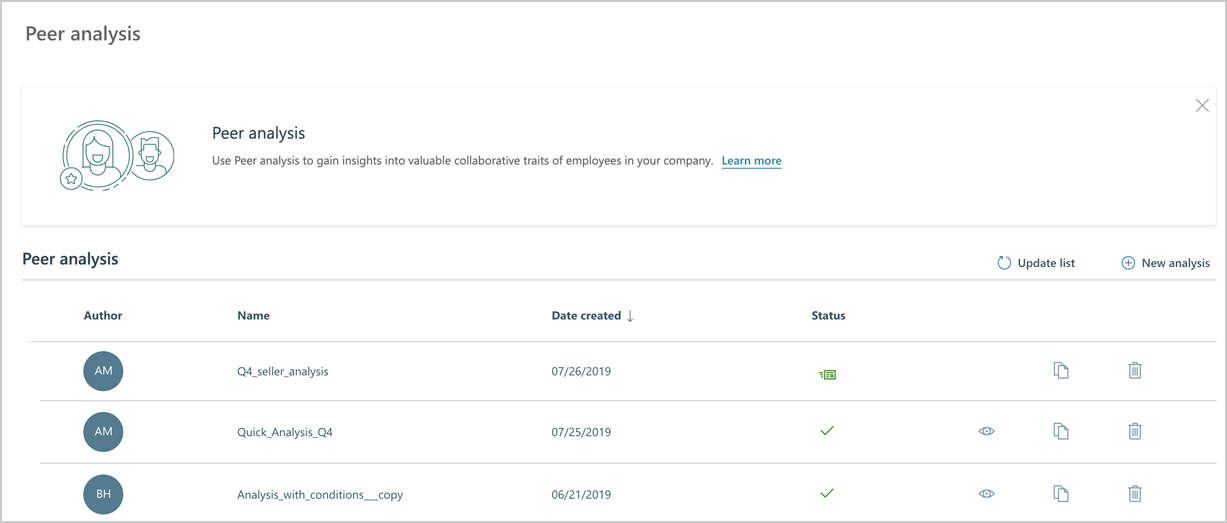 Peer analysis
Peer analysis
Use Peer analysis to gain insights into valuable collaborative traits of employees in your company. Learn more
Peer analysis
Update list
New analysis
Author Name Date created ↓ Status
AM Q4_seller_analysis 07/26/2019
AM Quick_Analysis_Q4 07/25/2019
BH Analysis_with_conditions___copy 06/21/2019